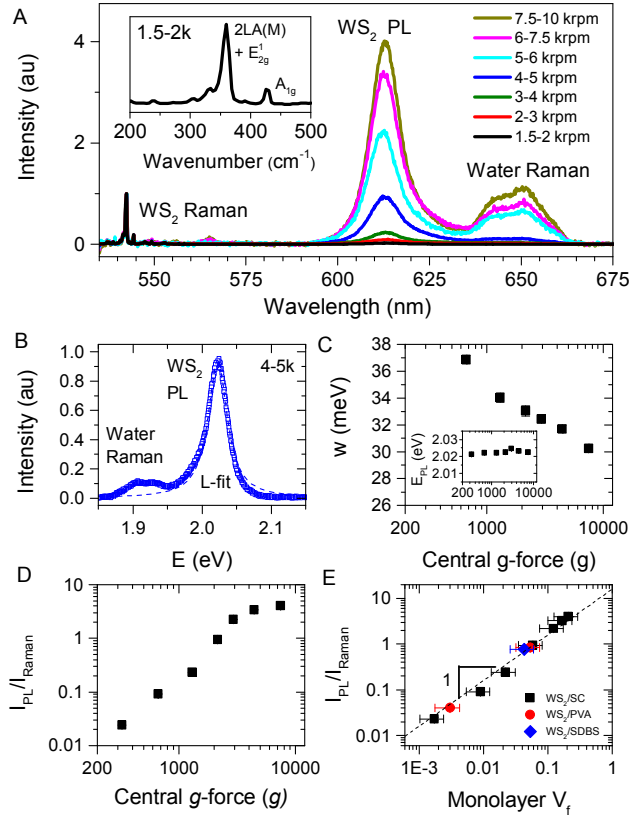 A
1.5-2k
2LA(M)
+ E¹₂g
A₁g
200 300 400 500
Wavenumber (cm⁻¹)
WS₂ PL
7.5-10 krpm
6-7.5 krpm
5-6 krpm
4-5 krpm
3-4 krpm
2-3 krpm
1.5-2 krpm
Water Raman
WS₂ Raman
Intensity (au)
4
2
0
550 575 600 625 650 675
Wavelength (nm)
B
WS₂
PL
4-5k
Water
Raman
L-fit
Intensity (au)
1.0
0.8
0.6
0.4
0.2
0.0
1.9 2.0 2.1
E (eV)
C
w (meV)
38
36
34
32
30
28
26
E_PL (eV)
2.03
2.02
2.01
200 1000 10000
200 1000 10000
Central g-force (g)
D
I_PL/I_Raman
10
1
0.1
0.01
200 1000 10000
Central g-force (g)
E
I_PL/I_Raman
10
1
0.1
0.01
1
WS₂/SC
WS₂/PVA
WS₂/SDBS
1E-3 0.01 0.1 1
Monolayer V_f